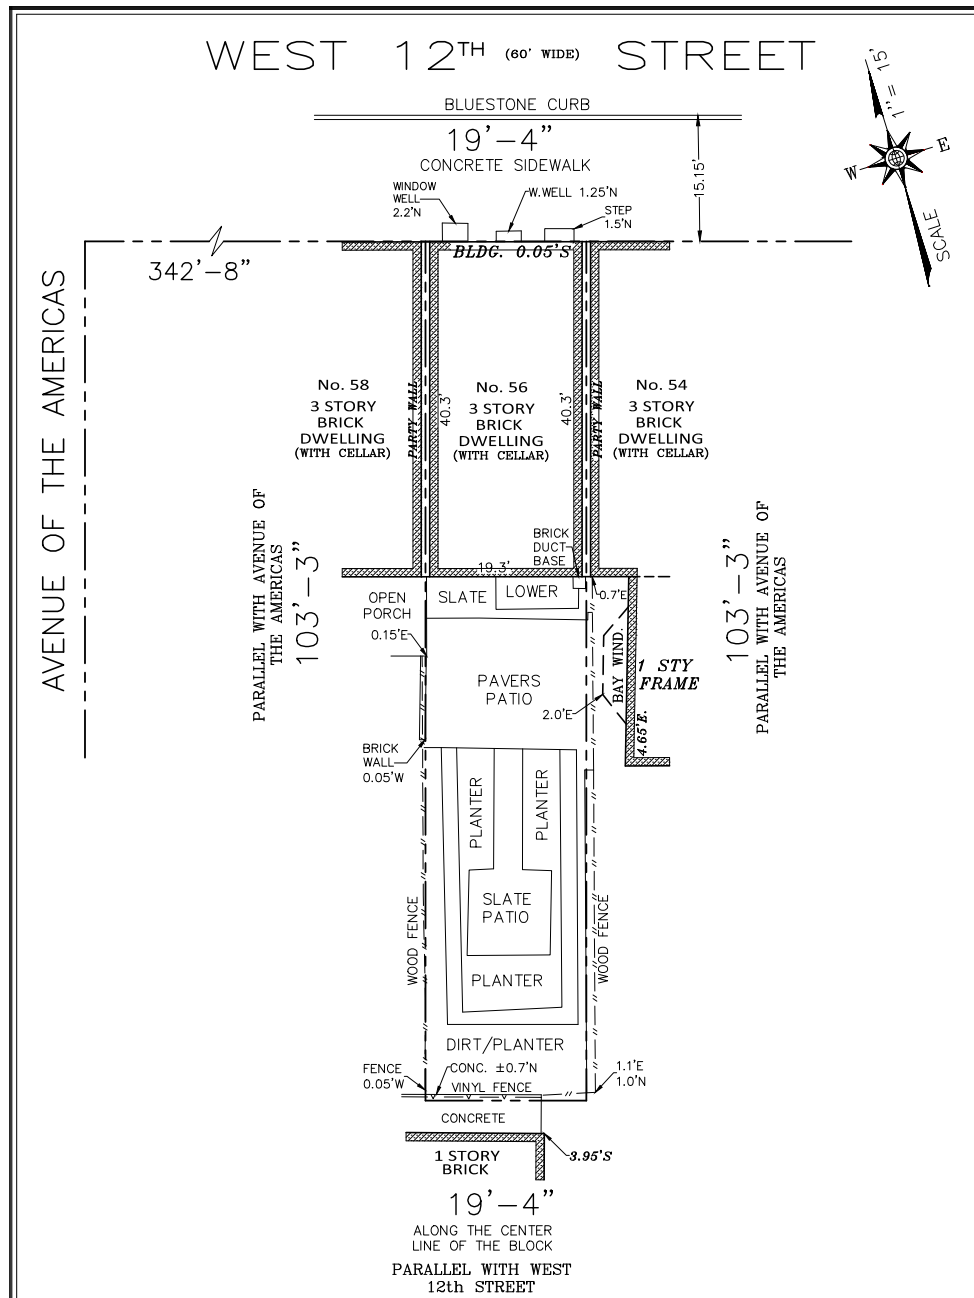 WEST 12TH (60' WIDE) STREET
BLUESTONE CURB
19'-4"
CONCRETE SIDEWALK
15.15'
1" = 15'
W
E
SCALE
WINDOW
WELL
2.2'N
W.WELL 1.25'N
STEP
1.5'N
BLDG. 0.05'S
342'-8"
AVENUE OF THE AMERICAS
No. 58
3 STORY
BRICK
DWELLING
(WITH CELLAR)
PARTY WALL
40.3'
No. 56
3 STORY
BRICK
DWELLING
(WITH CELLAR)
40.3'
PARTY WALL
No. 54
3 STORY
BRICK
DWELLING
(WITH CELLAR)
PARALLEL WITH AVENUE OF
THE AMERICAS
103'-3"
103'-3"
PARALLEL WITH AVENUE OF
THE AMERICAS
BRICK
DUCT
BASE
19.3'
OPEN
PORCH
0.15'E
SLATE
LOWER
0.7'E
BAY WIND.
1 STY
FRAME
PAVERS
PATIO
2.0'E
4.65'E.
BRICK
WALL
0.05'W
PLANTER
PLANTER
SLATE
PATIO
WOOD FENCE
WOOD FENCE
PLANTER
DIRT/PLANTER
FENCE
0.05'W
CONC. ±0.7'N
VINYL FENCE
1.1'E
1.0'N
CONCRETE
3.95'S
1 STORY
BRICK
19'-4"
ALONG THE CENTER
LINE OF THE BLOCK
PARALLEL WITH WEST
12th STREET